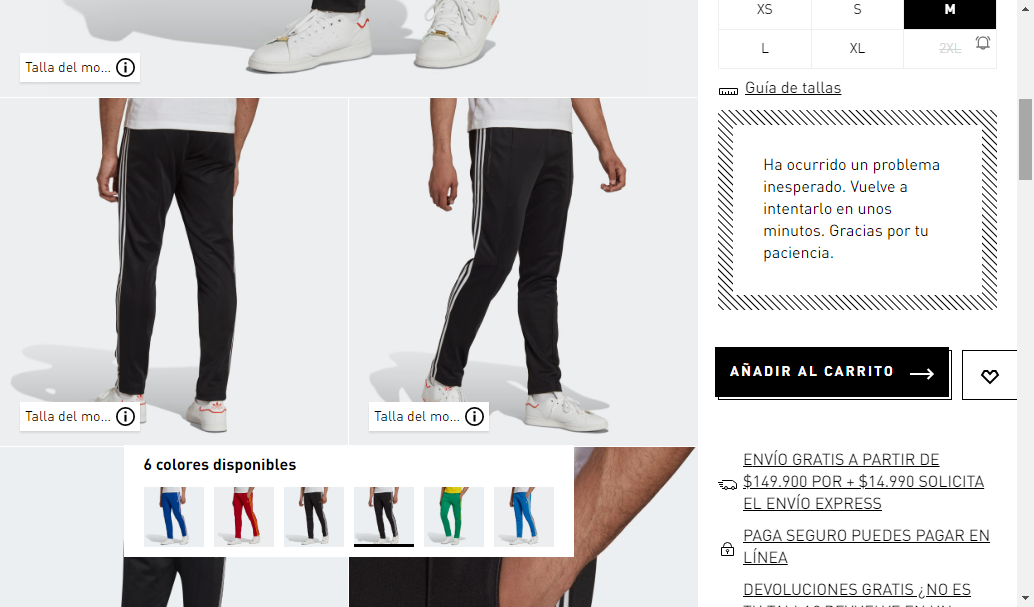 XS
S
M
L
XL
2XL
Talla del mo...
Guía de tallas
Ha ocurrido un problema
inesperado. Vuelve a
intentarlo en unos
minutos. Gracias por tu
paciencia.
AÑADIR AL CARRITO
Talla del mo...
Talla del mo...
6 colores disponibles
ENVÍO GRATIS A PARTIR DE
$149.900 POR + $14.990 SOLICITA
EL ENVÍO EXPRESS
PAGA SEGURO PUEDES PAGAR EN
LÍNEA
DEVOLUCIONES GRATIS ¿NO ES